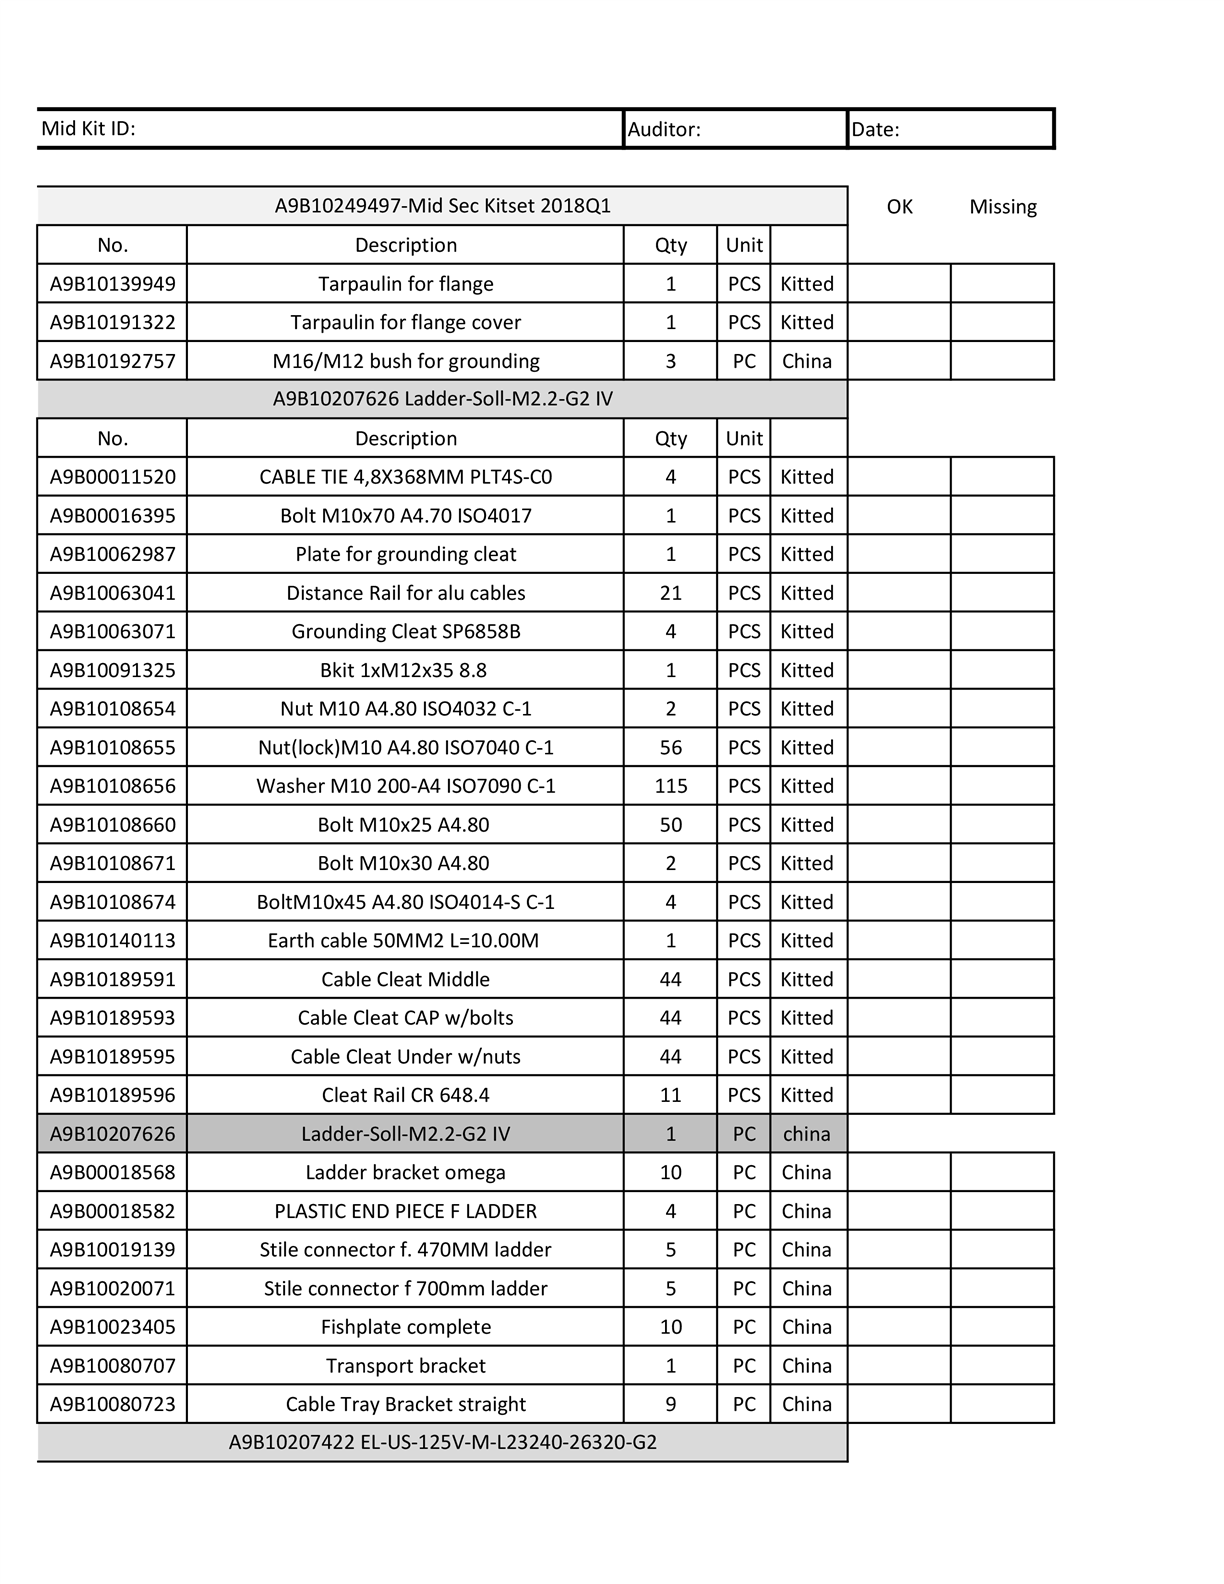 Mid Kit ID: Auditor: Date:
A9B10249497-Mid Sec Kitset 2018Q1 OK Missing
No. Description Qty Unit
A9B10139949 Tarpaulin for flange 1 PCS Kitted
A9B10191322 Tarpaulin for flange cover 1 PCS Kitted
A9B10192757 M16/M12 bush for grounding 3 PC China
A9B10207626 Ladder-Soll-M2.2-G2 IV
No. Description Qty Unit
A9B00011520 CABLE TIE 4,8X368MM PLT4S-C0 4 PCS Kitted
A9B00016395 Bolt M10x70 A4.70 ISO4017 1 PCS Kitted
A9B10062987 Plate for grounding cleat 1 PCS Kitted
A9B10063041 Distance Rail for alu cables 21 PCS Kitted
A9B10063071 Grounding Cleat SP6858B 4 PCS Kitted
A9B10091325 Bkit 1xM12x35 8.8 1 PCS Kitted
A9B10108654 Nut M10 A4.80 ISO4032 C-1 2 PCS Kitted
A9B10108655 Nut(lock)M10 A4.80 ISO7040 C-1 56 PCS Kitted
A9B10108656 Washer M10 200-A4 ISO7090 C-1 115 PCS Kitted
A9B10108660 Bolt M10x25 A4.80 50 PCS Kitted
A9B10108671 Bolt M10x30 A4.80 2 PCS Kitted
A9B10108674 BoltM10x45 A4.80 ISO4014-S C-1 4 PCS Kitted
A9B10140113 Earth cable 50MM2 L=10.00M 1 PCS Kitted
A9B10189591 Cable Cleat Middle 44 PCS Kitted
A9B10189593 Cable Cleat CAP w/bolts 44 PCS Kitted
A9B10189595 Cable Cleat Under w/nuts 44 PCS Kitted
A9B10189596 Cleat Rail CR 648.4 11 PCS Kitted
A9B10207626 Ladder-Soll-M2.2-G2 IV 1 PC china
A9B00018568 Ladder bracket omega 10 PC China
A9B00018582 PLASTIC END PIECE F LADDER 4 PC China
A9B10019139 Stile connector f. 470MM ladder 5 PC China
A9B10020071 Stile connector f 700mm ladder 5 PC China
A9B10023405 Fishplate complete 10 PC China
A9B10080707 Transport bracket 1 PC China
A9B10080723 Cable Tray Bracket straight 9 PC China
A9B10207422 EL-US-125V-M-L23240-26320-G2